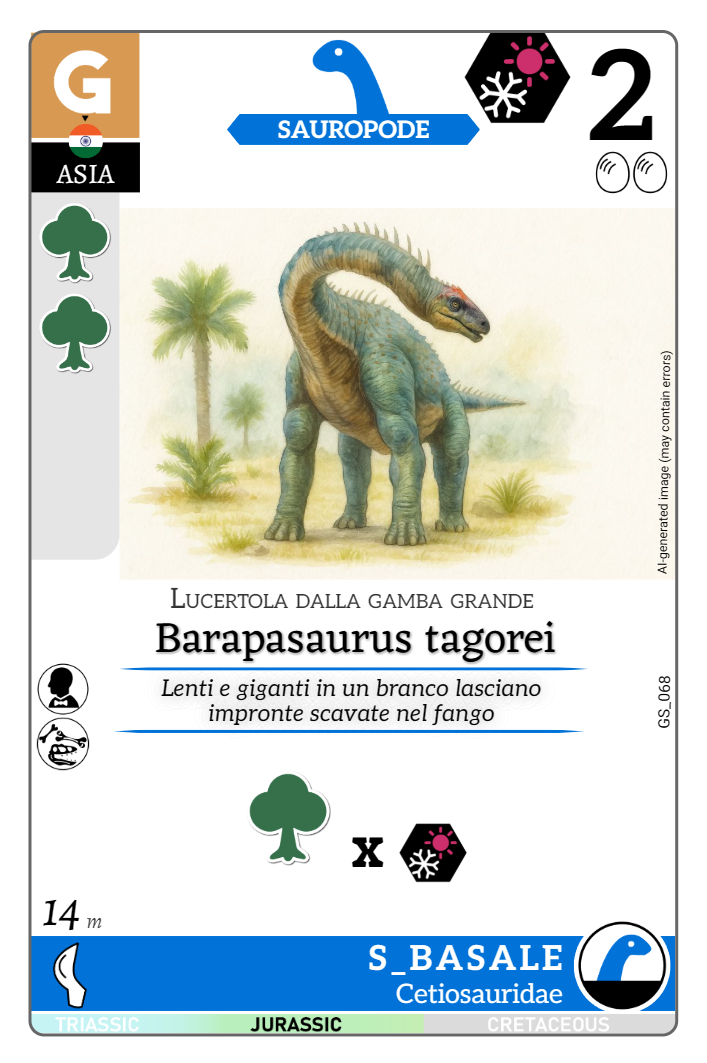 G
SAUROPODE
2
ASIA
AI-generated image (may contain errors)
LUCERTOLA DALLA GAMBA GRANDE
Barapasaurus tagorei
Lenti e giganti in un branco lasciano
impronte scavate nel fango
GS_068
x
14 m
S_BASALE
Cetiosauridae
TRIASSIC JURASSIC CRETACEOUS